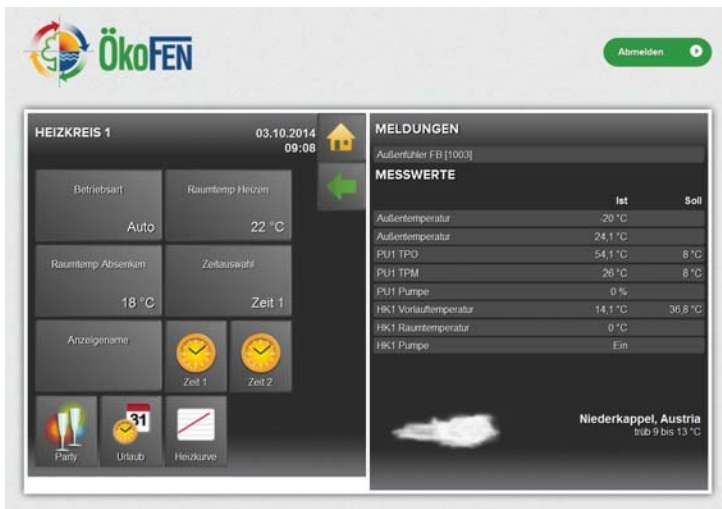 ÖkoFEN
Abmelden
HEIZKREIS 1
03.10.2014
09:08
Betriebsart
Auto
Raumtemp Heizen
22 °C
Raumtemp Absenken
18 °C
Zeitauswahl
Zeit 1
Anzeigename
Zeit 1
Zeit 2
31
Party
Urlaub
Heizkurve
MELDUNGEN
Außenfühler FB [1003]
MESSWERTE
Ist Soll
Außentemperatur -20 °C
Außentemperatur 24,1 °C
PU1 TPO 54,1 °C 8 °C
PU1 TPM 26 °C 8 °C
PU1 Pumpe 0 %
HK1 Vorlauftemperatur 14,1 °C 36,8 °C
HK1 Raumtemperatur 0 °C
HK1 Pumpe Ein
Niederkappel, Austria
trüb 9 bis 13 °C